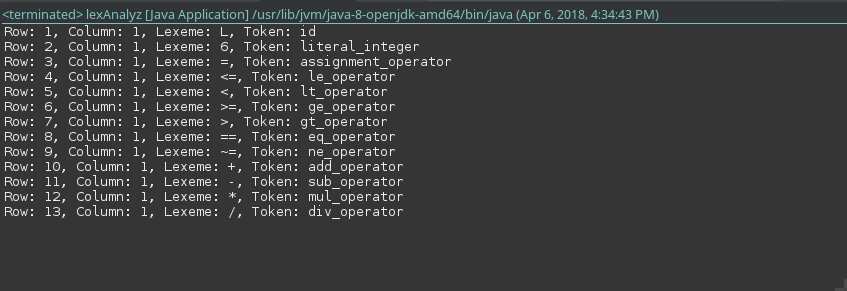 <terminated> lexAnalyz [Java Application] /usr/lib/jvm/java-8-openjdk-amd64/bin/java (Apr 6, 2018, 4:34:43 PM)
Row: 1, Column: 1, Lexeme: L, Token: id
Row: 2, Column: 1, Lexeme: 6, Token: literal_integer
Row: 3, Column: 1, Lexeme: =, Token: assignment_operator
Row: 4, Column: 1, Lexeme: <=, Token: le_operator
Row: 5, Column: 1, Lexeme: <, Token: lt_operator
Row: 6, Column: 1, Lexeme: >=, Token: ge_operator
Row: 7, Column: 1, Lexeme: >, Token: gt_operator
Row: 8, Column: 1, Lexeme: ==, Token: eq_operator
Row: 9, Column: 1, Lexeme: ~=, Token: ne_operator
Row: 10, Column: 1, Lexeme: +, Token: add_operator
Row: 11, Column: 1, Lexeme: -, Token: sub_operator
Row: 12, Column: 1, Lexeme: *, Token: mul_operator
Row: 13, Column: 1, Lexeme: /, Token: div_operator